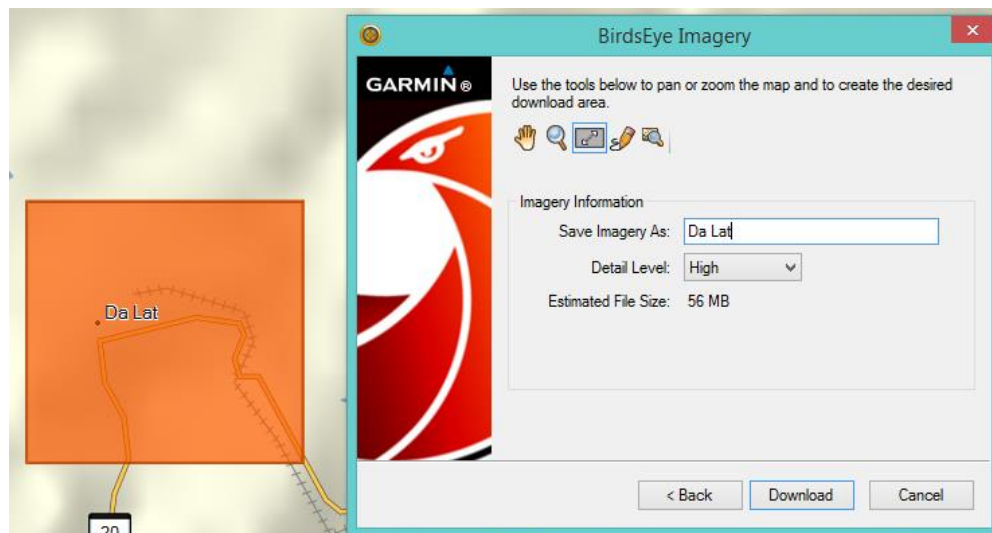 BirdsEye Imagery
GARMIN®
Use the tools below to pan or zoom the map and to create the desired
download area.
Imagery Information
Save Imagery As: Da Lat
Detail Level: High
Estimated File Size: 56 MB
< Back Download Cancel
Da Lat
20